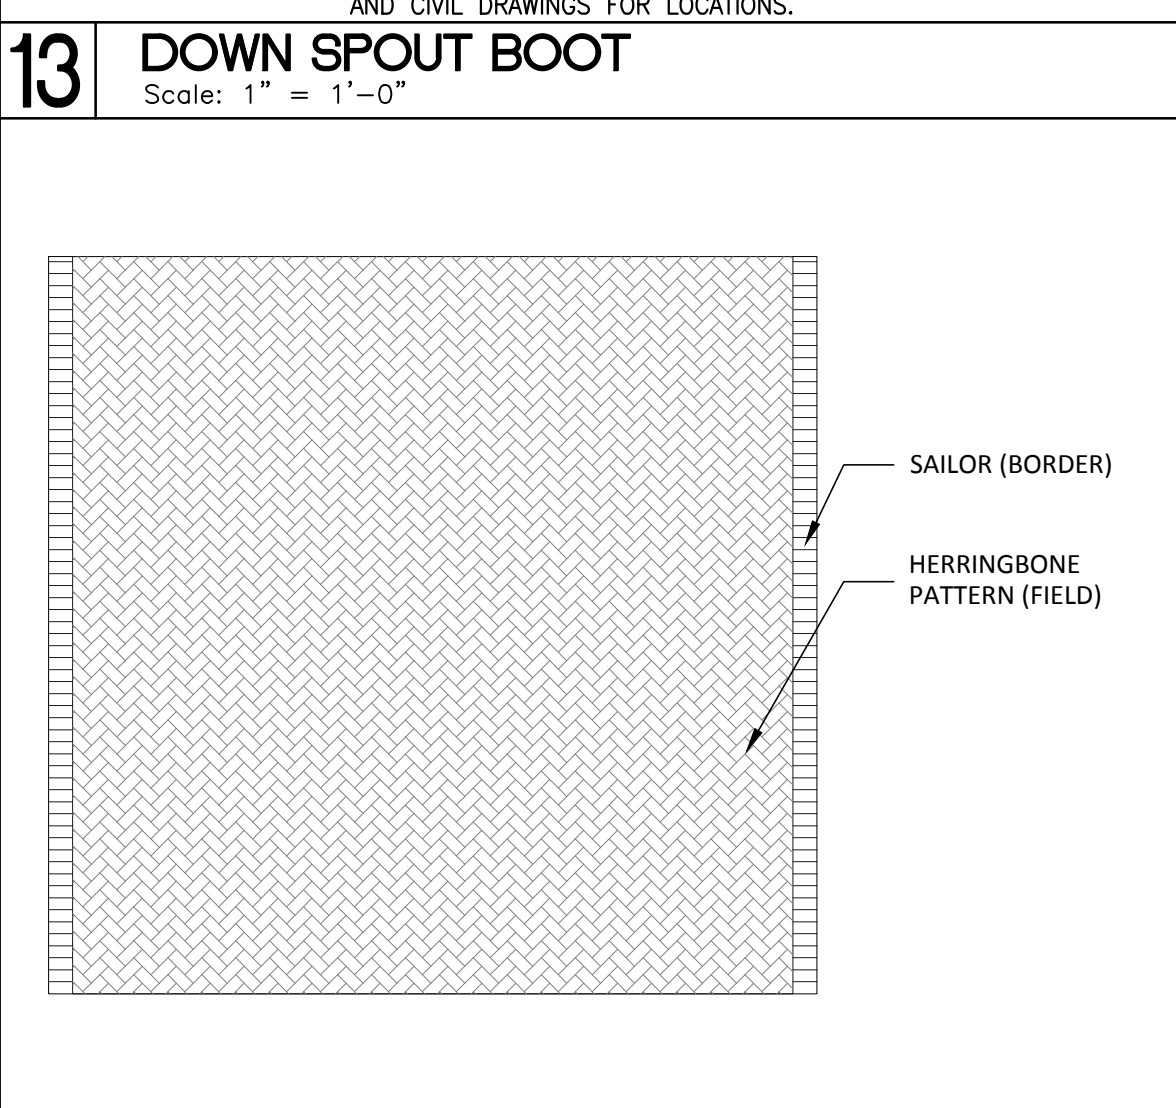 AND CIVIL DRAWINGS FOR LOCATIONS.
13
DOWN SPOUT BOOT
Scale: 1” = 1’-0”
SAILOR (BORDER)
HERRINGBONE
PATTERN (FIELD)